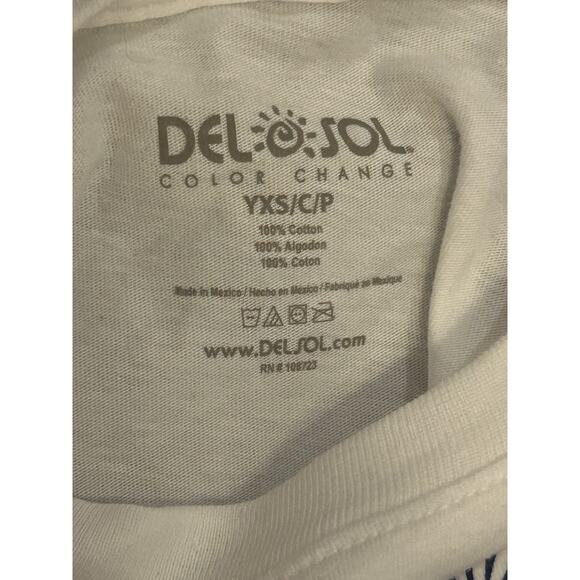 DEL SOL
COLOR CHANGE
YXS/C/P
100% Cotton
100% Algodon
100% Coton
Made in Mexico / Hecho en Mexico / Fabriqué au Mexique
www.DELSOL.com
RN # 108723